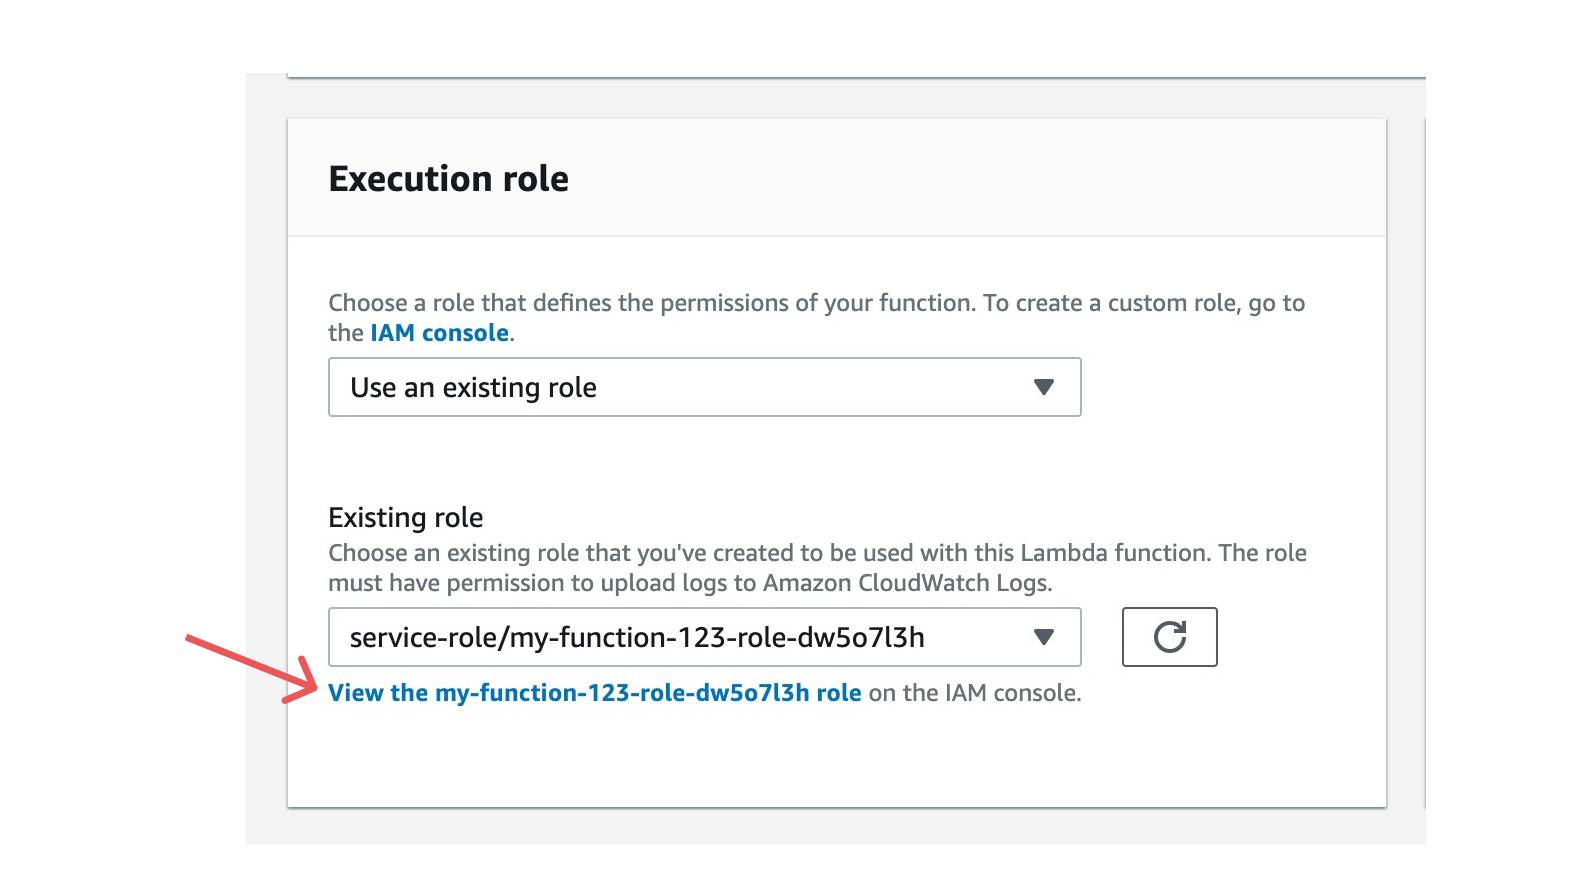 Execution role
Choose a role that defines the permissions of your function. To create a custom role, go to
the IAM console.
Use an existing role
Existing role
Choose an existing role that you've created to be used with this Lambda function. The role
must have permission to upload logs to Amazon CloudWatch Logs.
service-role/my-function-123-role-dw5o7l3h
View the my-function-123-role-dw5o7l3h role on the IAM console.